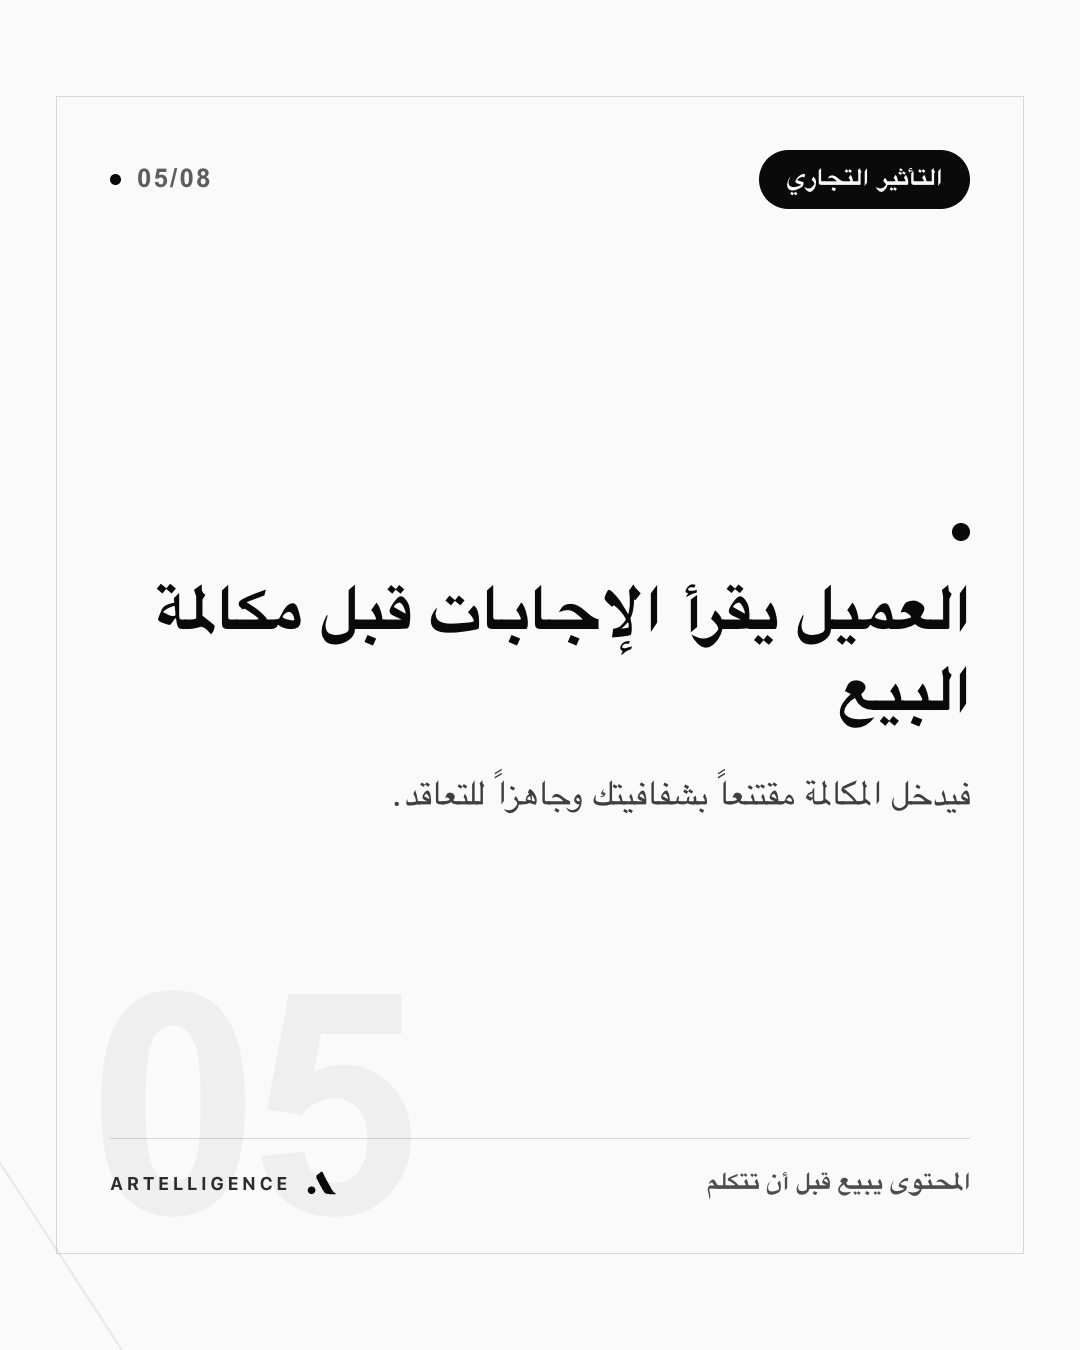 التأثير التجاري
05/08
العميل يقرأ الإجابات قبل مكالمة
البيع
فيدخل المكالمة مقتنعاً بشفافيتك وجاهزاً للتعاقد.
05
المحتوى يبيع قبل أن تتكلم
ARTELLIGENCE